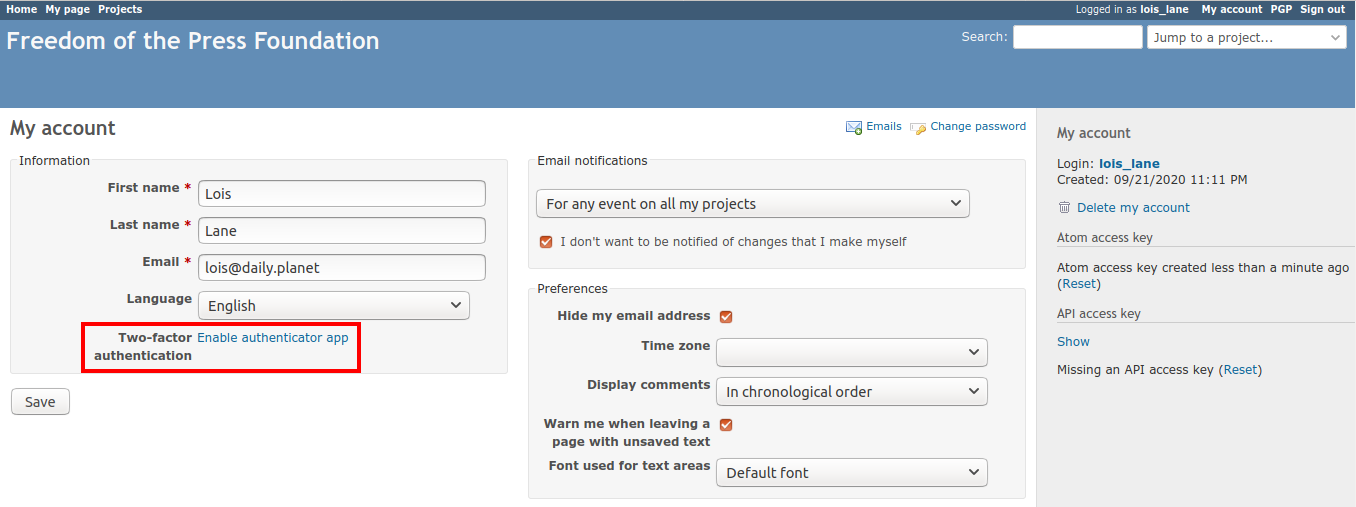 Home My page Projects
Logged in as lois_lane My account PGP Sign out
Freedom of the Press Foundation
Search:
Jump to a project...
My account
Emails Change password
Information
First name * Lois
Last name * Lane
Email * lois@daily.planet
Language English
Two-factor Enable authenticator app
authentication
Save
Email notifications
For any event on all my projects
I don't want to be notified of changes that I make myself
Preferences
Hide my email address
Time zone
Display comments In chronological order
Warn me when leaving a
page with unsaved text
Font used for text areas Default font
My account
Login: lois_lane
Created: 09/21/2020 11:11 PM
Delete my account
Atom access key
Atom access key created less than a minute ago
(Reset)
API access key
Show
Missing an API access key (Reset)